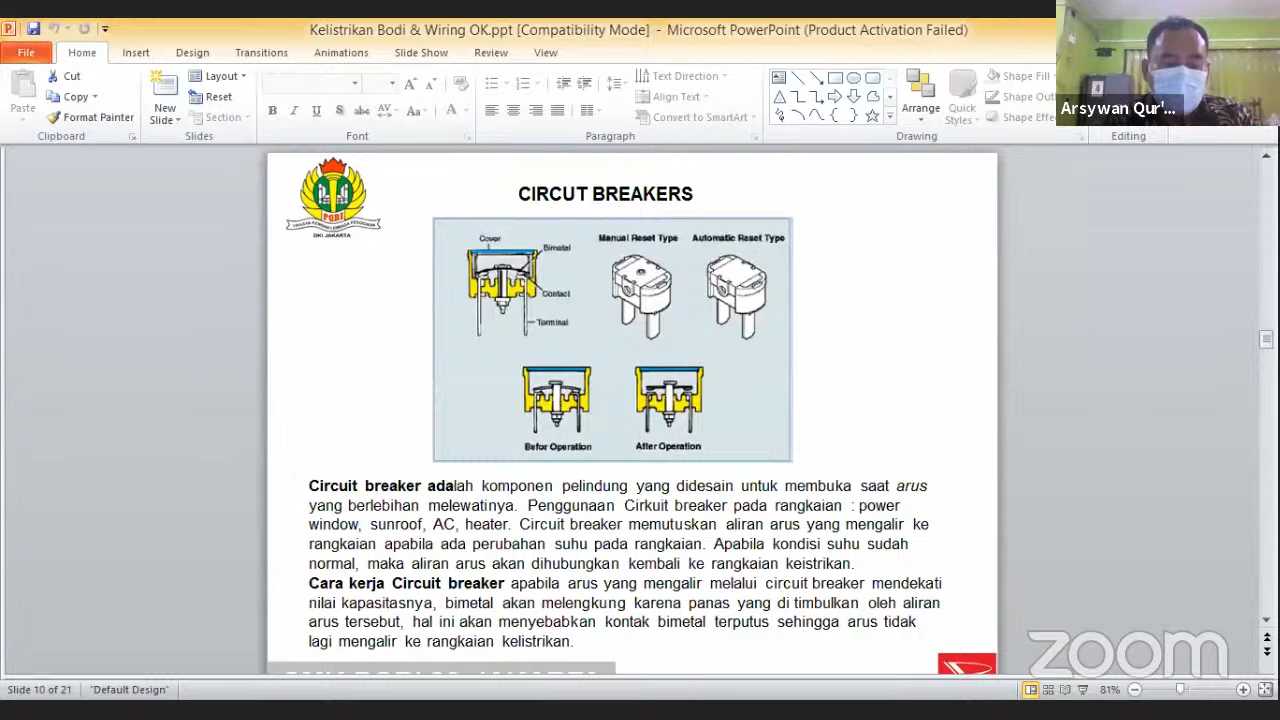 Kelistrikan Bodi & Wiring OK.ppt [Compatibility Mode] - Microsoft PowerPoint (Product Activation Failed)
File Home Insert Design Transitions Animations Slide Show Review View
Cut
Copy
Format Painter
Paste
Clipboard
New
Slide
Layout
Reset
Section
Slides
B I U S abc AV Aa A
Font
Text Direction
Align Text
Convert to SmartArt
Paragraph
Arrange
Quick
Styles
Shape Fill
Shape Out
Shape Effe
Drawing
Editing
Arsywan Qur'...
PGRI
DKI JAKARTA
CIRCUT BREAKERS
Cover
Bimetal
Contact
Terminal
Manual Reset Type
Automatic Reset Type
Befor Operation
After Operation
Circuit breaker adalah komponen pelindung yang didesain untuk membuka saat arus
yang berlebihan melewatinya. Penggunaan Cirkuit breaker pada rangkaian : power
window, sunroof, AC, heater. Circuit breaker memutuskan aliran arus yang mengalir ke
rangkaian apabila ada perubahan suhu pada rangkaian. Apabila kondisi suhu sudah
normal, maka aliran arus akan dihubungkan kembali ke rangkaian keistrikan.
Cara kerja Circuit breaker apabila arus yang mengalir melalui circuit breaker mendekati
nilai kapasitasnya, bimetal akan melengkung karena panas yang di timbulkan oleh aliran
arus tersebut, hal ini akan menyebabkan kontak bimetal terputus sehingga arus tidak
lagi mengalir ke rangkaian kelistrikan.
zoom
Slide 10 of 21 "Default Design" 81%